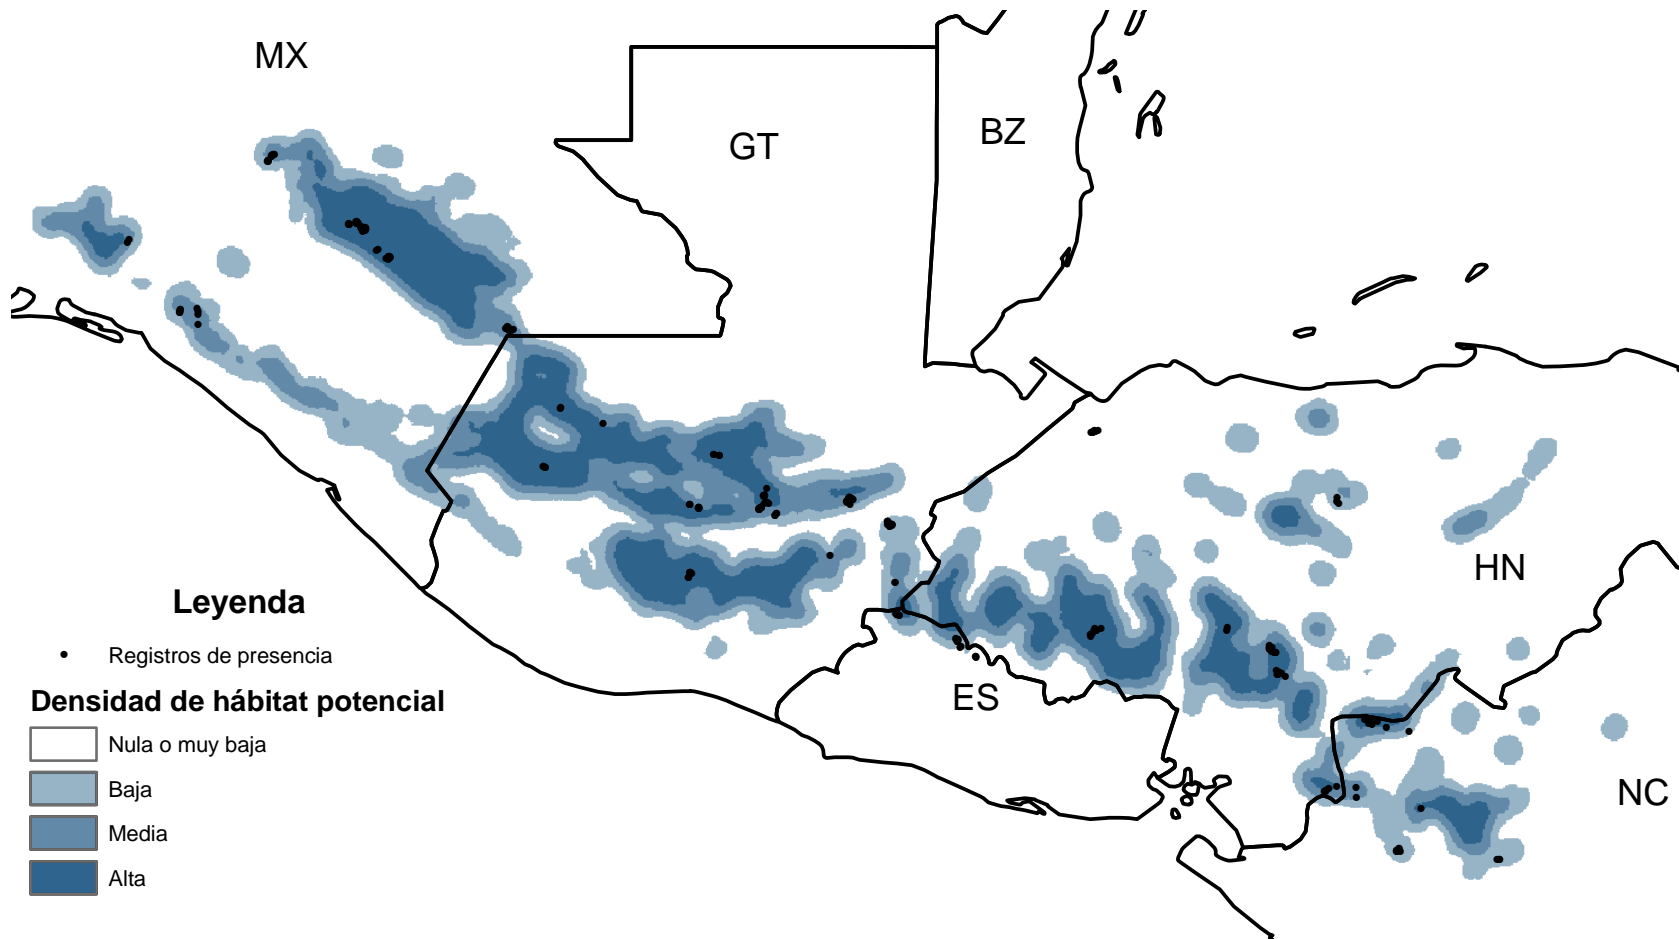 MX
GT
BZ
HN
ES
NC
Leyenda
Registros de presencia
Densidad de hábitat potencial
Nula o muy baja
Baja
Media
Alta